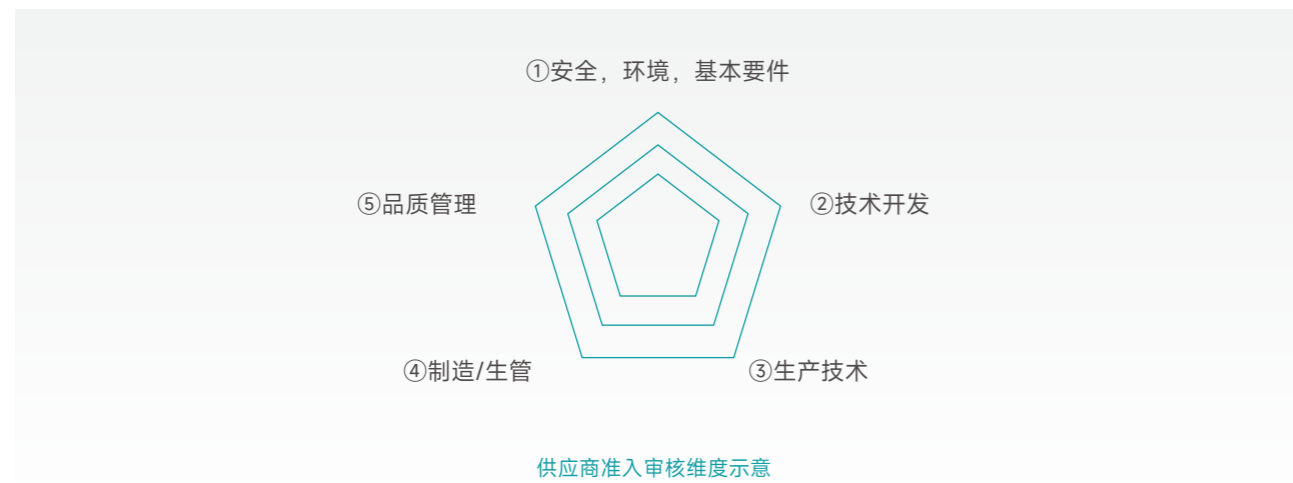 ①安全，环境，基本要件
⑤品质管理
②技术开发
④制造/生管
③生产技术
供应商准入审核维度示意